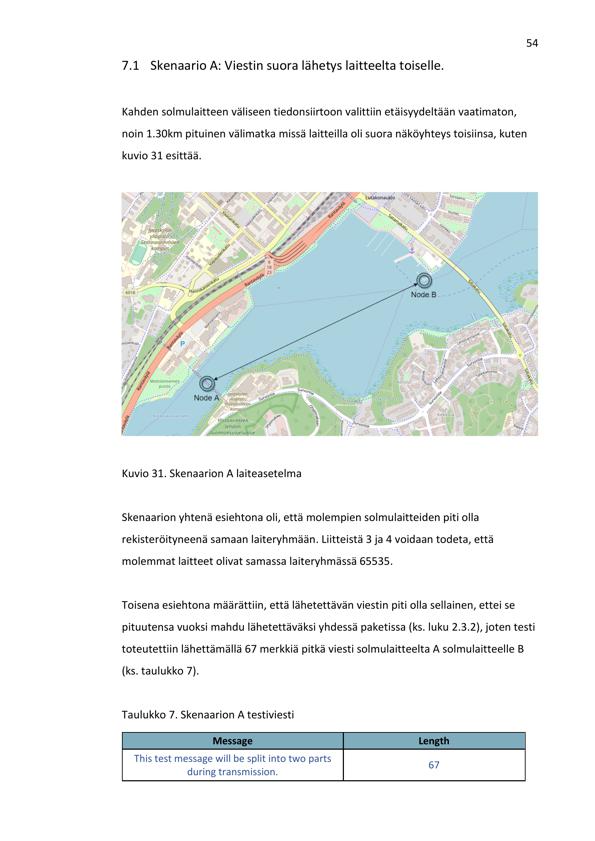 54
7.1 Skenaario A: Viestin suora lähetys laitteelta toiselle.
Kahden solmulaitteen väliseen tiedonsiirtoon valittiin etäisyydeltään vaatimaton,
noin 1.30km pituinen välimatka missä laitteilla oli suora näköyhteys toisiinsa, kuten
kuvio 31 esittää.
Node B
P
Node A
Kuvio 31. Skenaarion A laiteasetelma
Skenaarion yhtenä esiehtona oli, että molempien solmulaitteiden piti olla
rekisteröityneenä samaan laiteryhmään. Liitteistä 3 ja 4 voidaan todeta, että
molemmat laitteet olivat samassa laiteryhmässä 65535.
Toisena esiehtona määrättiin, että lähetettävän viestin piti olla sellainen, ettei se
pituutensa vuoksi mahdu lähetettäväksi yhdessä paketissa (ks. luku 2.3.2), joten testi
toteutettiin lähettämällä 67 merkkiä pitkä viesti solmulaitteelta A solmulaitteelle B
(ks. taulukko 7).
Taulukko 7. Skenaarion A testiviesti
Message Length
This test message will be split into two parts
during transmission.
67